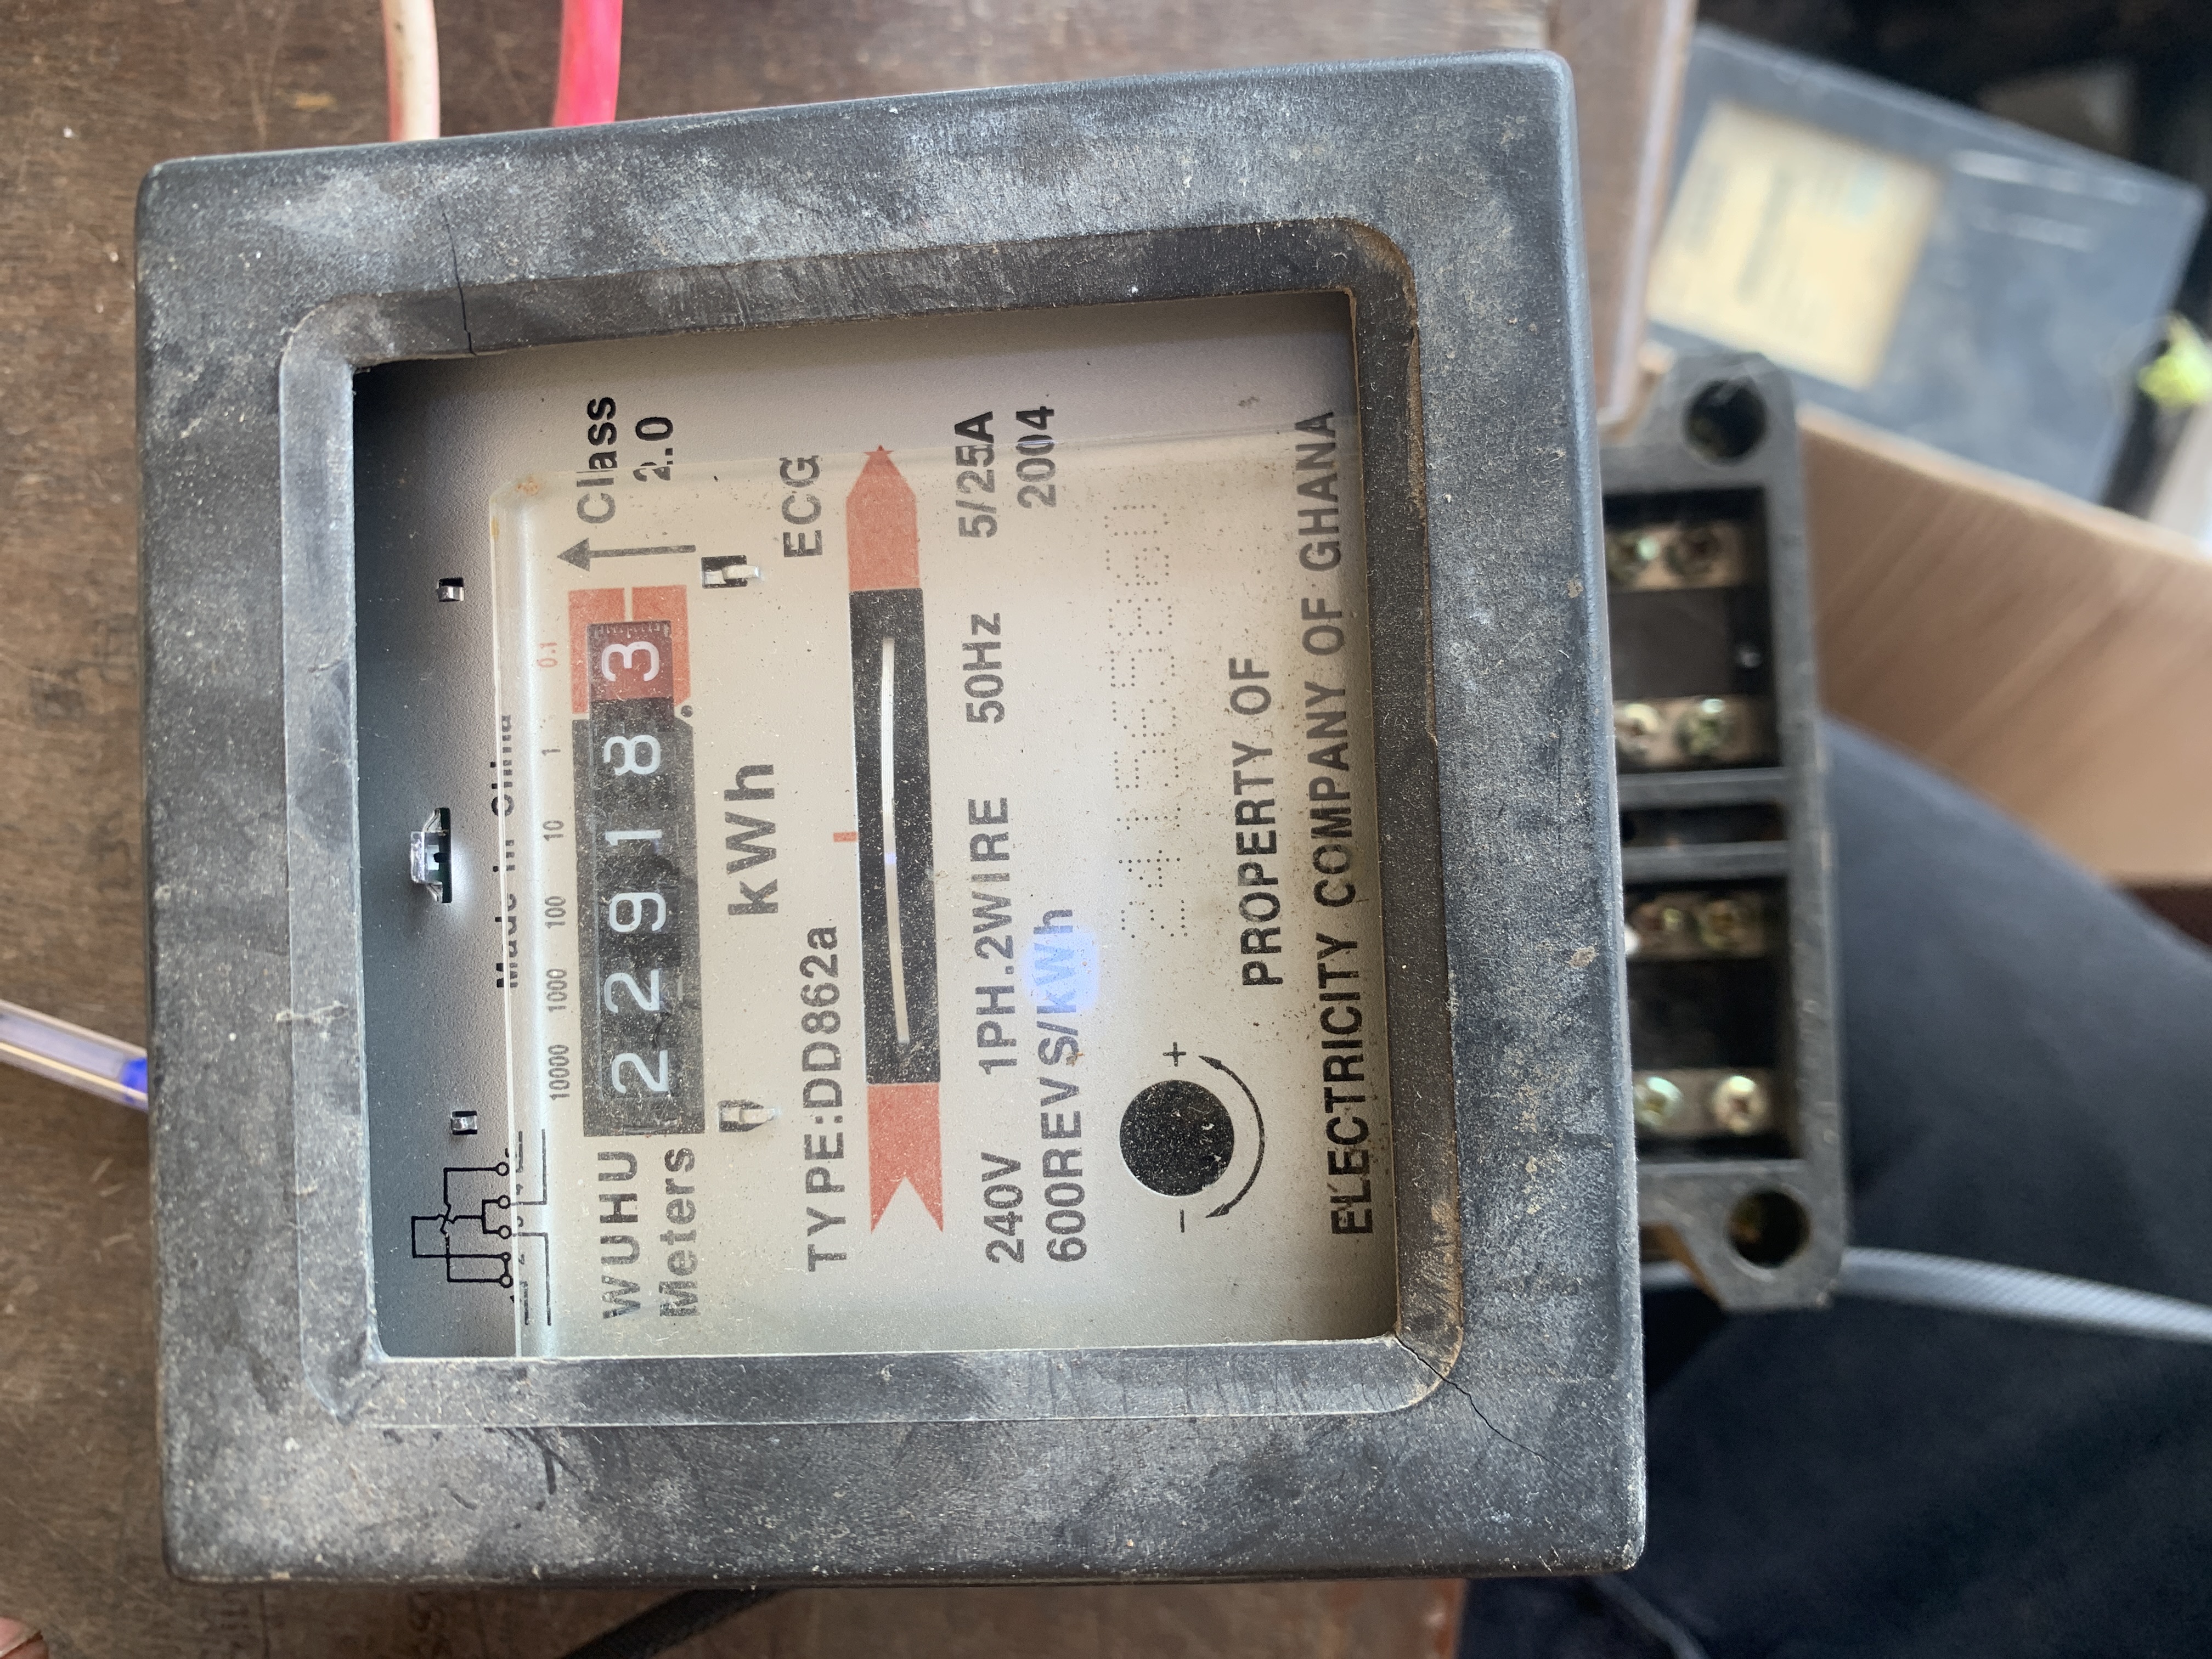 Made in China
10000 1000 100 10 1 0.1
WUHU Meters
2 2 9 1 8 3
Class 2.0
kWh
TYPE:DD862a
ECG
240V 1PH.2WIRE 50Hz 5/25A
600REVS/kWh 2004
- +
PROPERTY OF
ELECTRICITY COMPANY OF GHANA